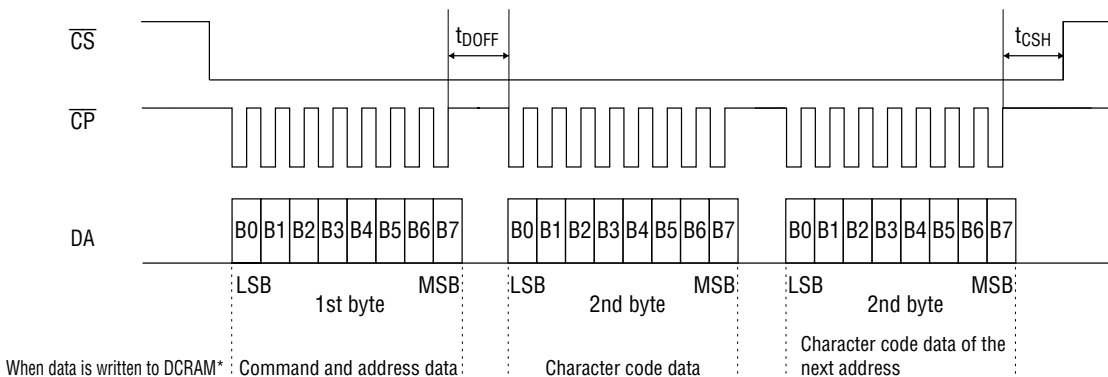 CS
tDOFF
tCSH
CP
DA
B0 B1 B2 B3 B4 B5 B6 B7
B0 B1 B2 B3 B4 B5 B6 B7
B0 B1 B2 B3 B4 B5 B6 B7
LSB
MSB
LSB
MSB
LSB
MSB
1st byte
2nd byte
2nd byte
When data is written to DCRAM*
Command and address data
Character code data
Character code data of the
next address